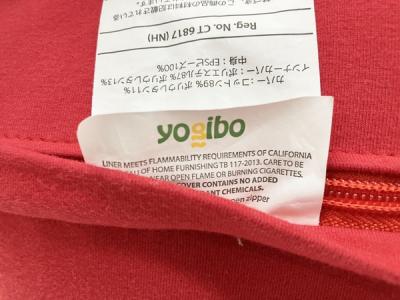 カバー：コットン89% ポリウレタン11%
インナーカバー：ポリエステル87% ポリウレタン13%
中身：EPSビーズ100%
Reg. No. CT 6817 (NH)
yogibo
LINER MEETS FLAMMABILITY REQUIREMENTS OF CALIFORNIA
OF HOME FURNISHING TB 117-2013. CARE TO BE
OPEN FLAME OR BURNING CIGARETTES.
COVER CONTAINS NO ADDED
CHEMICALS.
zipper